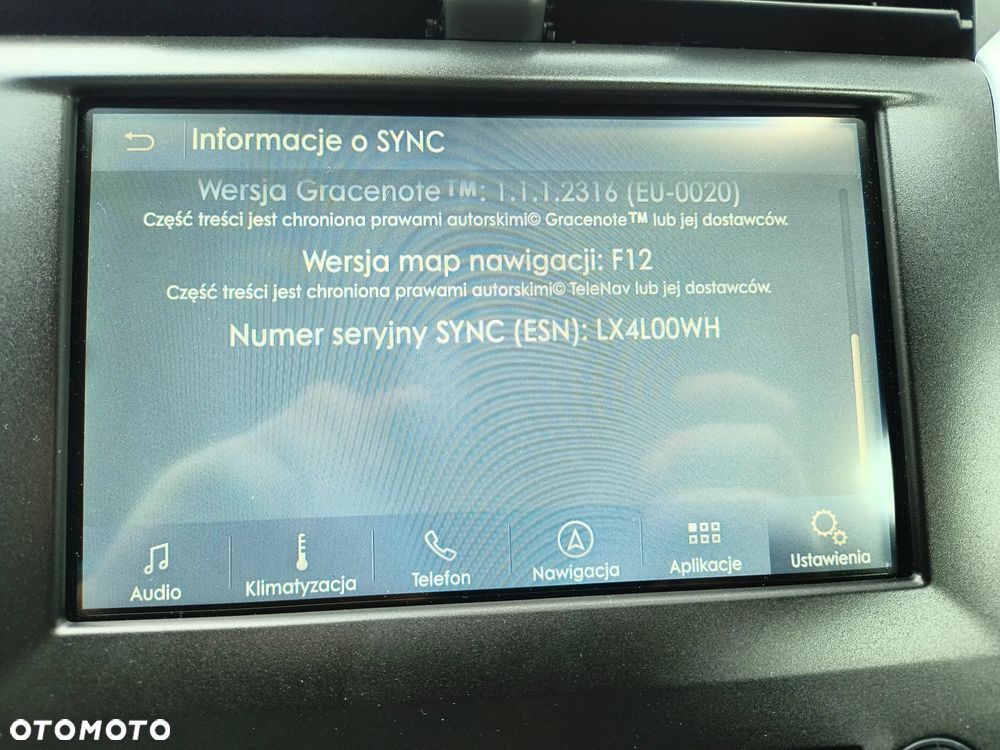 Informacje o SYNC
Wersja Gracenote™: 1.1.1.2316 (EU-0020)
Część treści jest chroniona prawami autorskimi© Gracenote™ lub jej dostawców.
Wersja map nawigacji: F12
Część treści jest chroniona prawami autorskimi© TeleNav lub jej dostawców.
Numer seryjny SYNC (ESN): LX4L00WH
Audio
Klimatyzacja
Telefon
Nawigacja
Aplikacje
Ustawienia
OTOMOTO